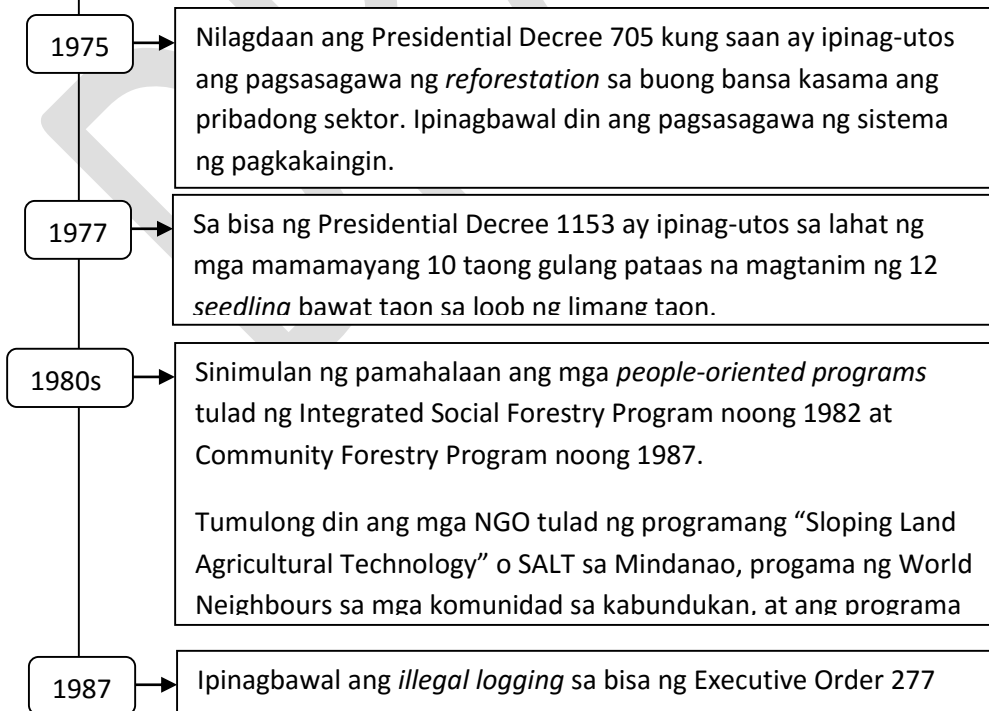 1975
Nilagdaan ang Presidential Decree 705 kung saan ay ipinag-utos
ang pagsasagawa ng reforestation sa buong bansa kasama ang
pribadong sektor. Ipinagbawal din ang pagsasagawa ng sistema
ng pagkakaingin.
1977
Sa bisa ng Presidential Decree 1153 ay ipinag-utos sa lahat ng
mga mamamayang 10 taong gulang pataas na magtanim ng 12
seedling bawat taon sa loob ng limang taon.
1980s
Sinimulan ng pamahalaan ang mga people-oriented programs
tulad ng Integrated Social Forestry Program noong 1982 at
Community Forestry Program noong 1987.
Tumulong din ang mga NGO tulad ng programang “Sloping Land
Agricultural Technology” o SALT sa Mindanao, progama ng World
Neighbours sa mga komunidad sa kabundukan, at ang programa
1987
Ipinagbawal ang illegal logging sa bisa ng Executive Order 277